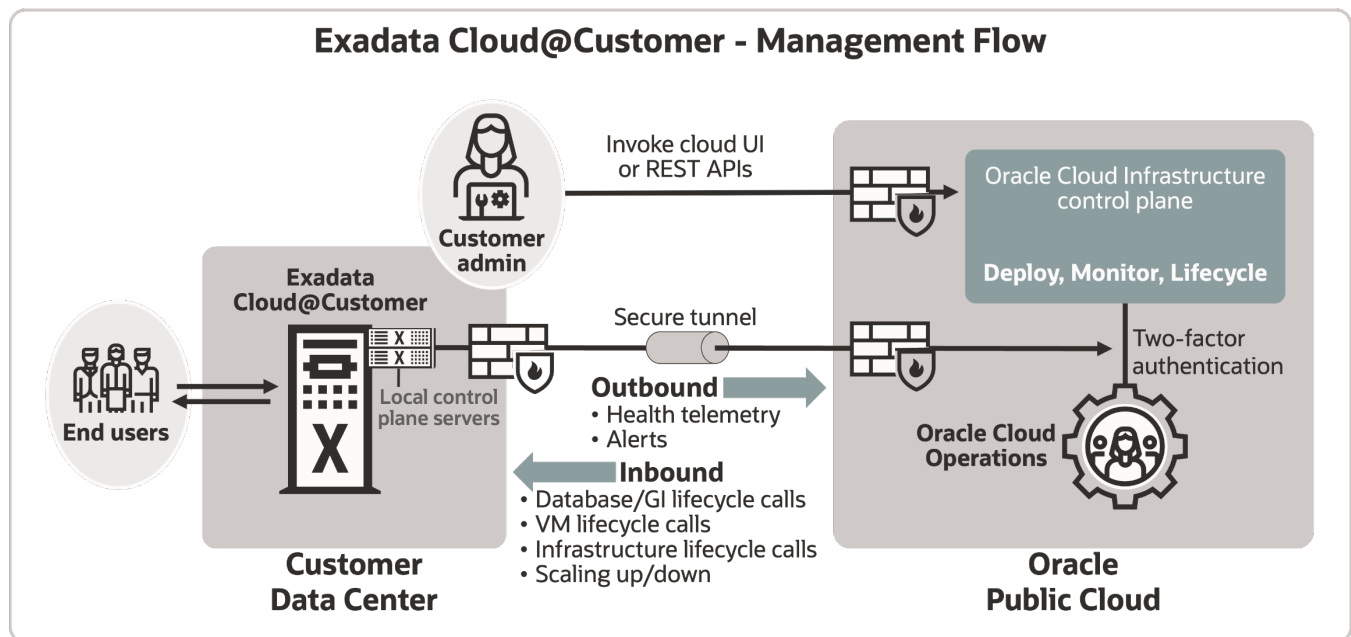 Exadata Cloud@Customer - Management Flow
Invoke cloud UI
or REST APIs
Oracle Cloud Infrastructure
control plane
Deploy, Monitor, Lifecycle
Customer
admin
Exadata
Cloud@Customer
X
X
X
Local control
plane servers
End users
Secure tunnel
Outbound
• Health telemetry
• Alerts
Inbound
• Database/GI lifecycle calls
• VM lifecycle calls
• Infrastructure lifecycle calls
• Scaling up/down
Two-factor
authentication
Oracle Cloud
Operations
Customer
Data Center
Oracle
Public Cloud